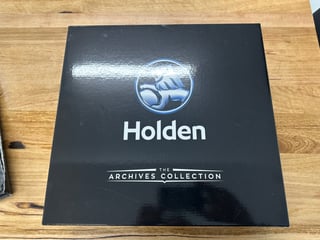 Holden
THE
ARCHIVES COLLECTION